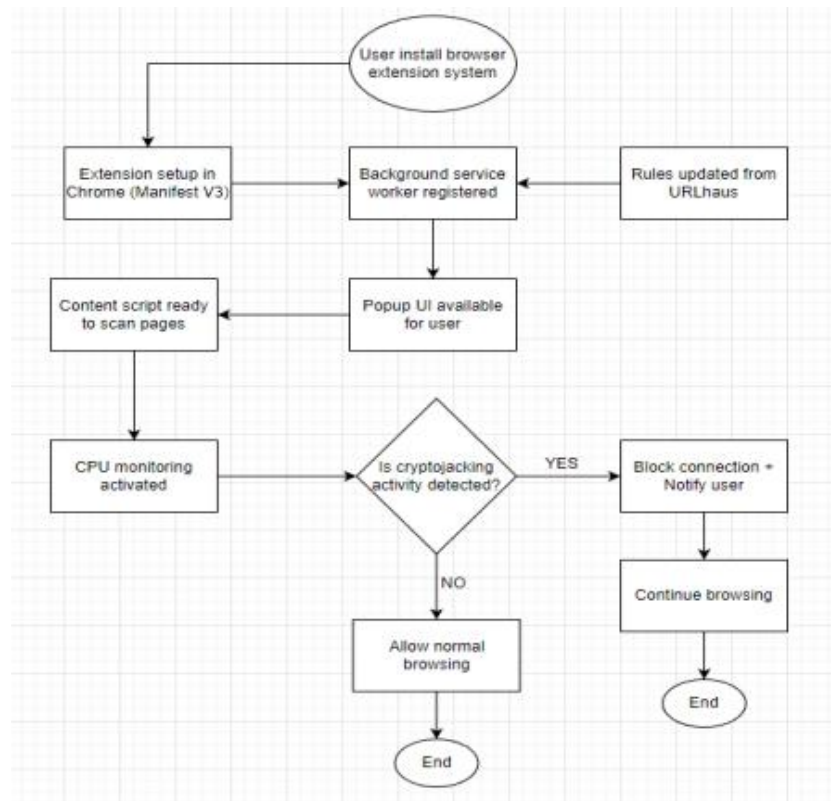 User install browser
extension system
Extension setup in
Chrome (Manifest V3)
Background service
worker registered
Rules updated from
URLhaus
Content script ready
to scan pages
Popup UI available
for user
CPU monitoring
activated
Is cryptojacking
activity detected?
YES
Block connection +
Notify user
NO
Continue browsing
Allow normal
browsing
End
End